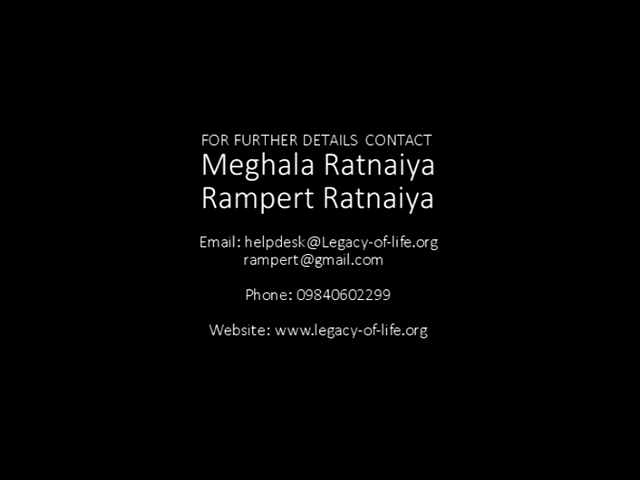 FOR FURTHER DETAILS CONTACT
Meghala Ratnaiya
Rampert Ratnaiya
Email: helpdesk@Legacy-of-life.org
rampert@gmail.com
Phone: 09840602299
Website: www.legacy-of-life.org